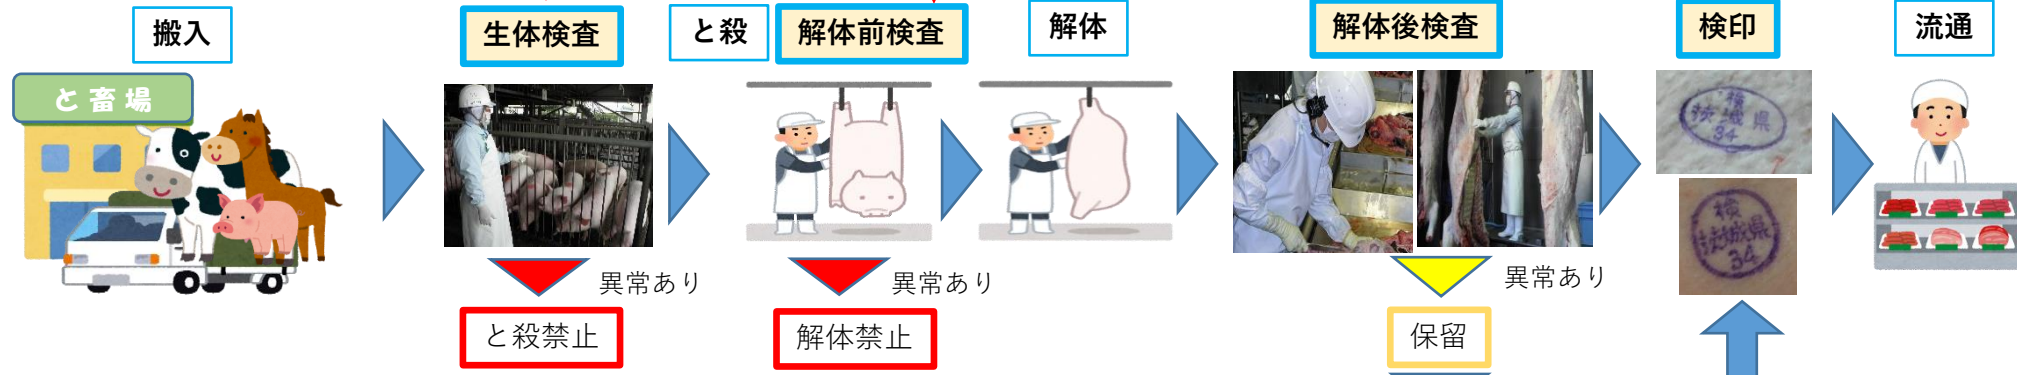 搬入
生体検査
と殺
解体前検査
解体
解体後検査
検印
流通
と畜場
検
茨城県
34
検
茨城県
34
異常あり
異常あり
異常あり
と殺禁止
解体禁止
保留